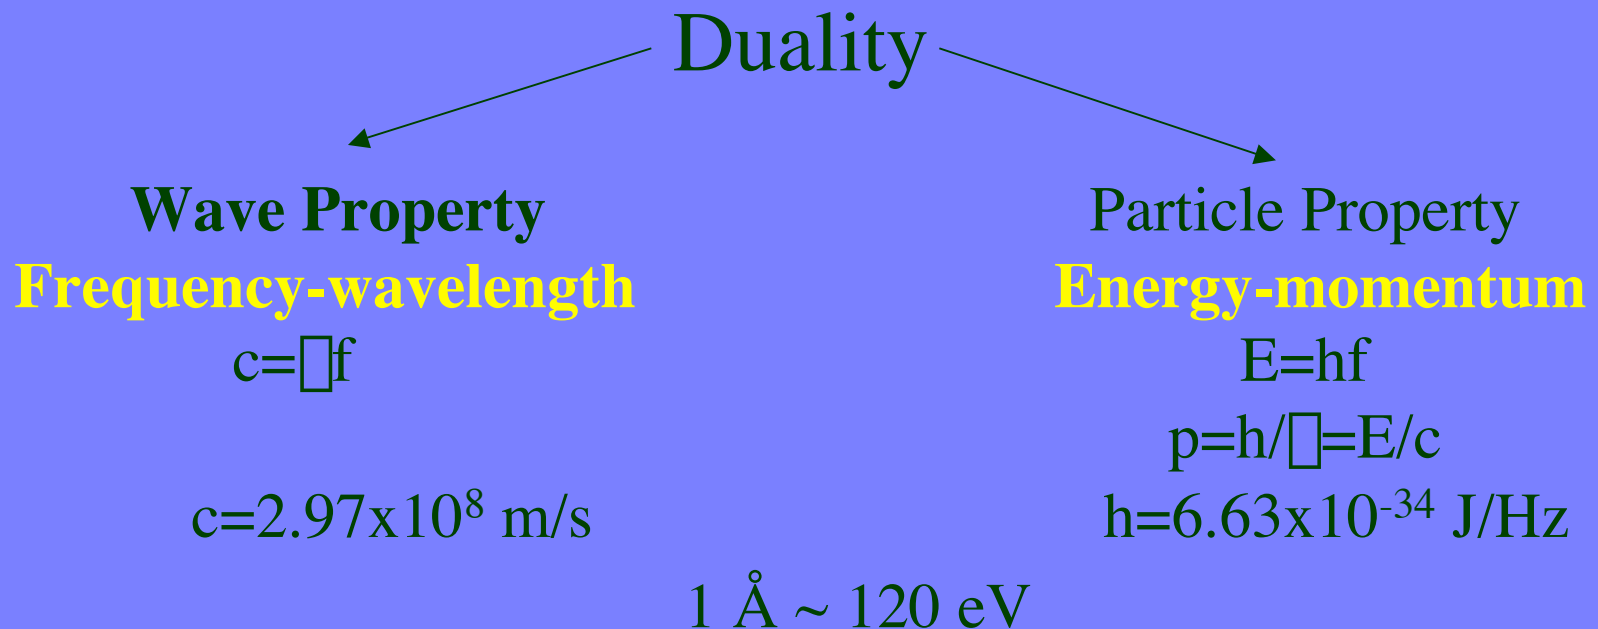 Duality
Wave Property
Frequency-wavelength
c=▯f
c=2.97x10⁸ m/s
Particle Property
Energy-momentum
E=hf
p=h/▯=E/c
h=6.63x10⁻³⁴ J/Hz
1 Å ~ 120 eV